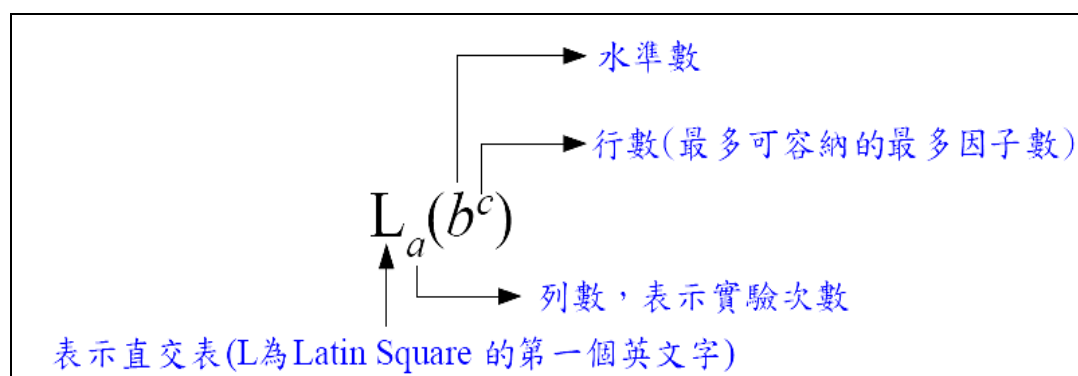 水準數
行數(最多可容納的最多因子數)
La(b^c)
列數，表示實驗次數
表示直交表(L為Latin Square 的第一個英文字)